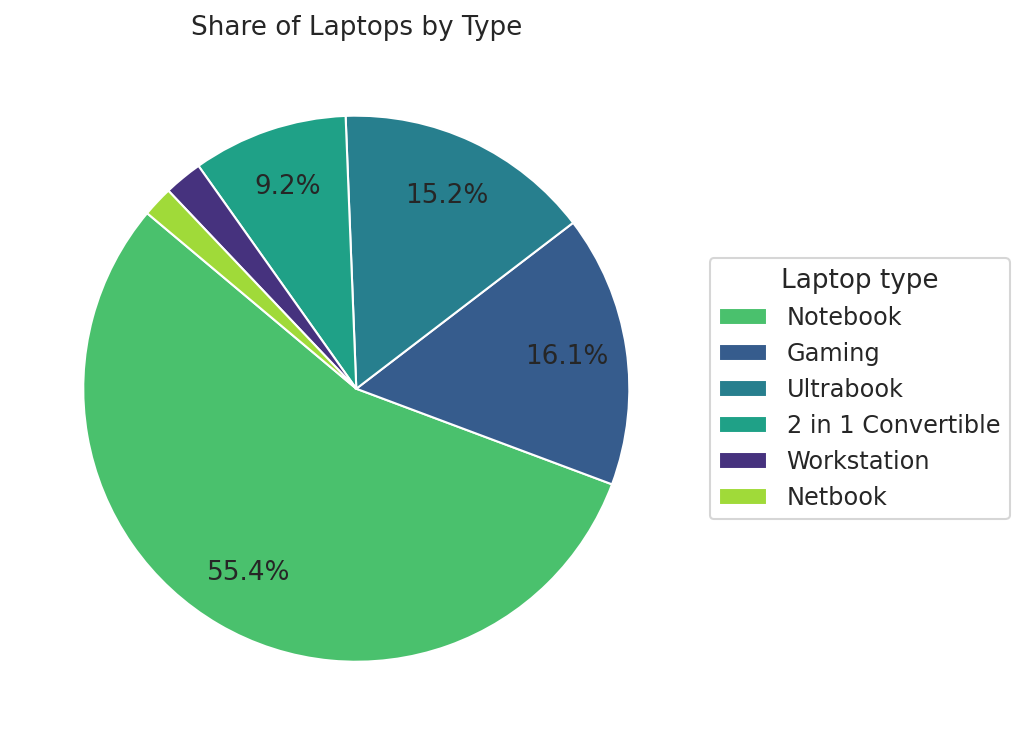 Share of Laptops by Type
9.2%
15.2%
16.1%
55.4%
Laptop type
Notebook
Gaming
Ultrabook
2 in 1 Convertible
Workstation
Netbook